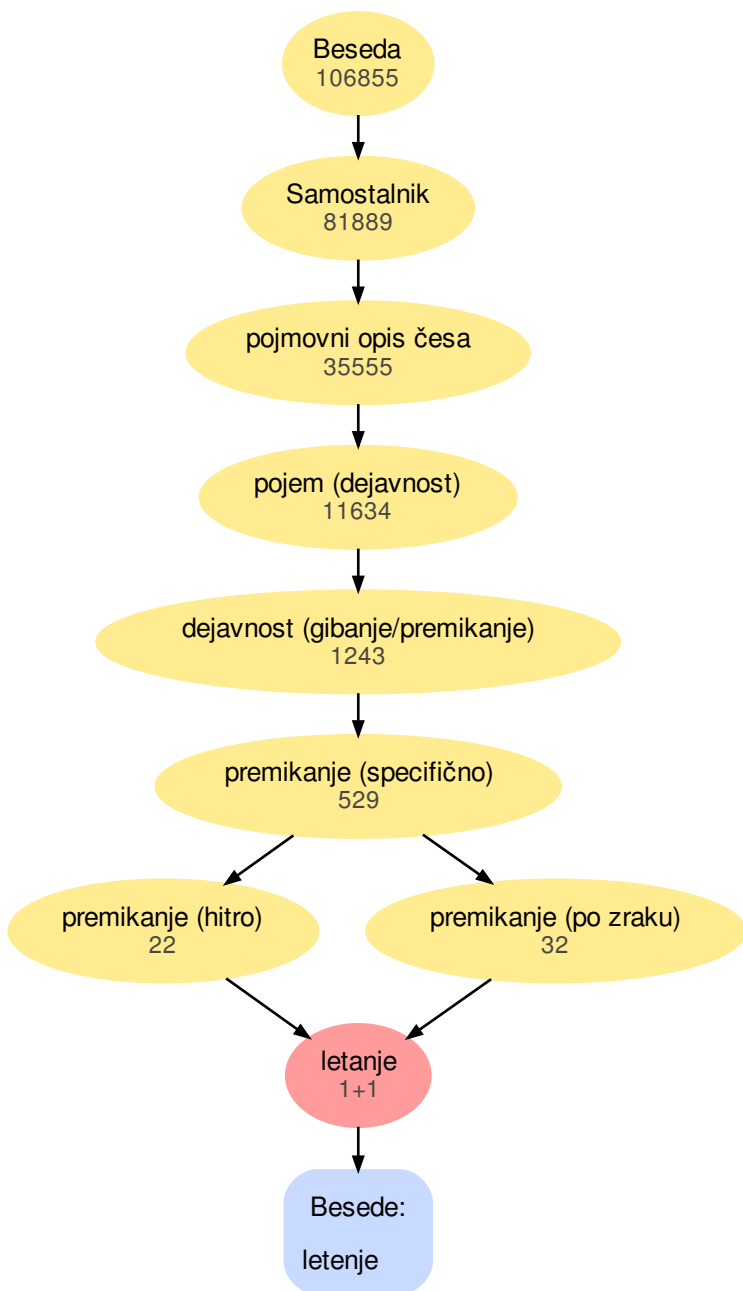 Beseda
106855
Samostalnik
81889
pojmovni opis česa
35555
pojem (dejavnost)
11634
dejavnost (gibanje/premikanje)
1243
premikanje (specifično)
529
premikanje (hitro)
22
premikanje (po zraku)
32
letanje
1+1
Besede:
letenje